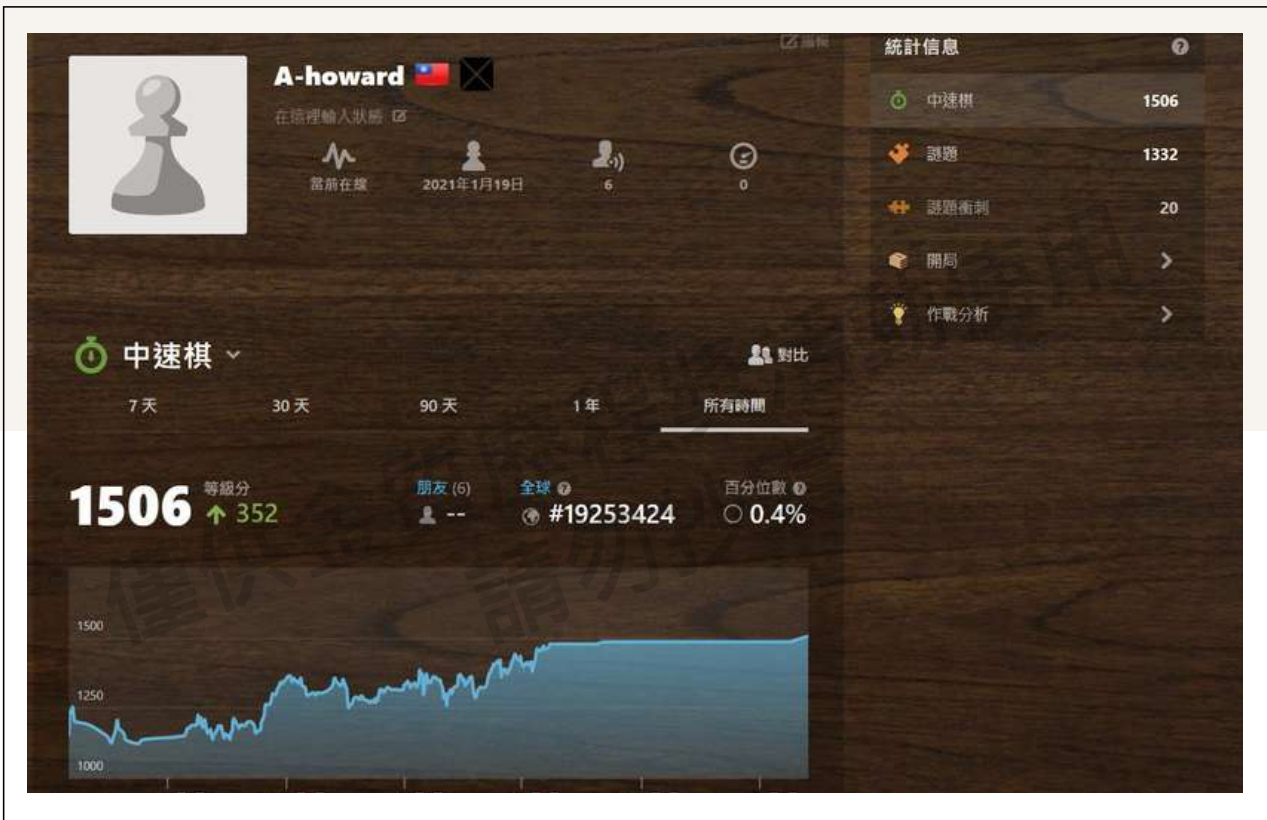 編輯
A-howard
在這裡輸入狀態
當前在線
2021年1月19日
6
0
統計信息
中速棋 1506
謎題 1332
謎題衝刺 20
開局
作戰分析
中速棋
對比
7 天 30 天 90 天 1 年 所有時間
1506
等級分
352
朋友 (6)
--
全球
#19253424
百分位數
0.4%
1500
1250
1000